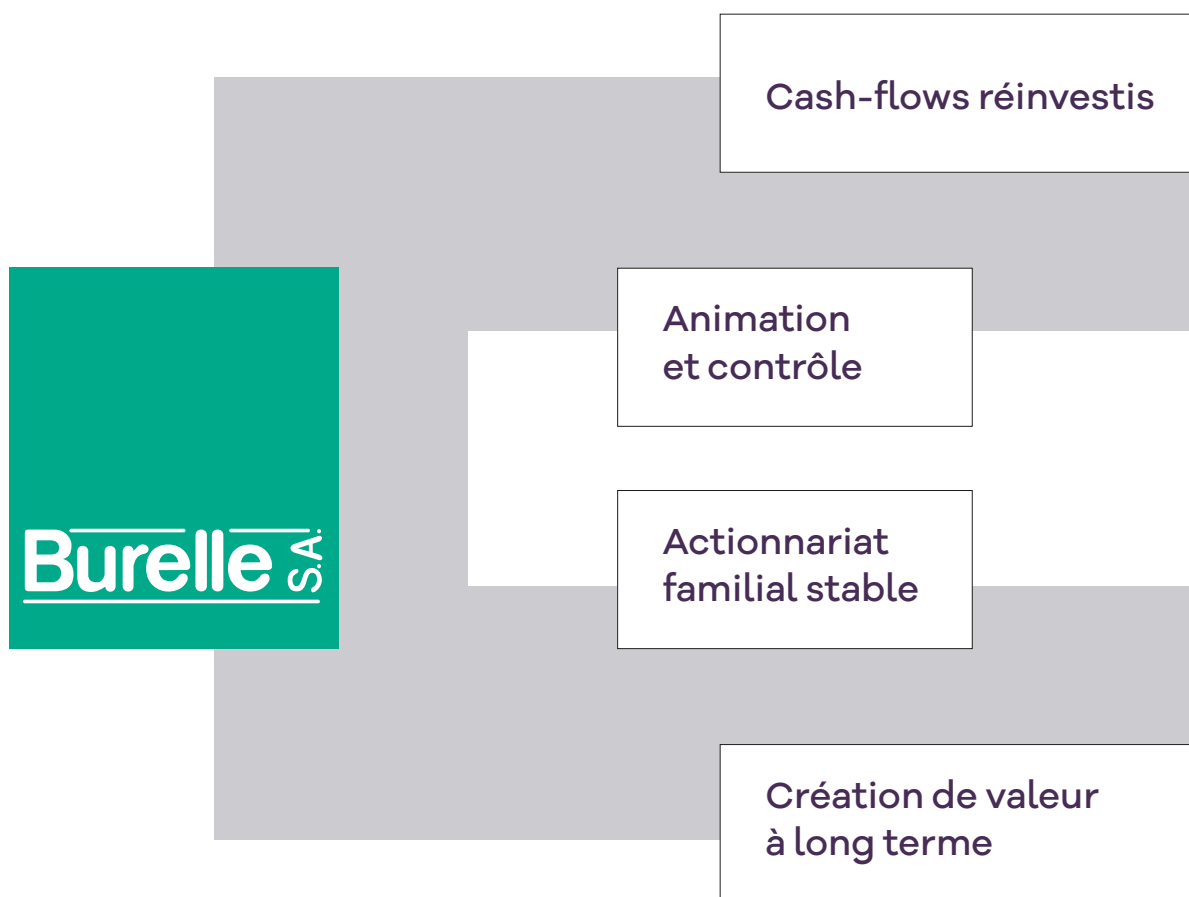 Cash-flows réinvestis
Animation
et contrôle
Burelle S.A.
Actionnariat
familial stable
Création de valeur
à long terme